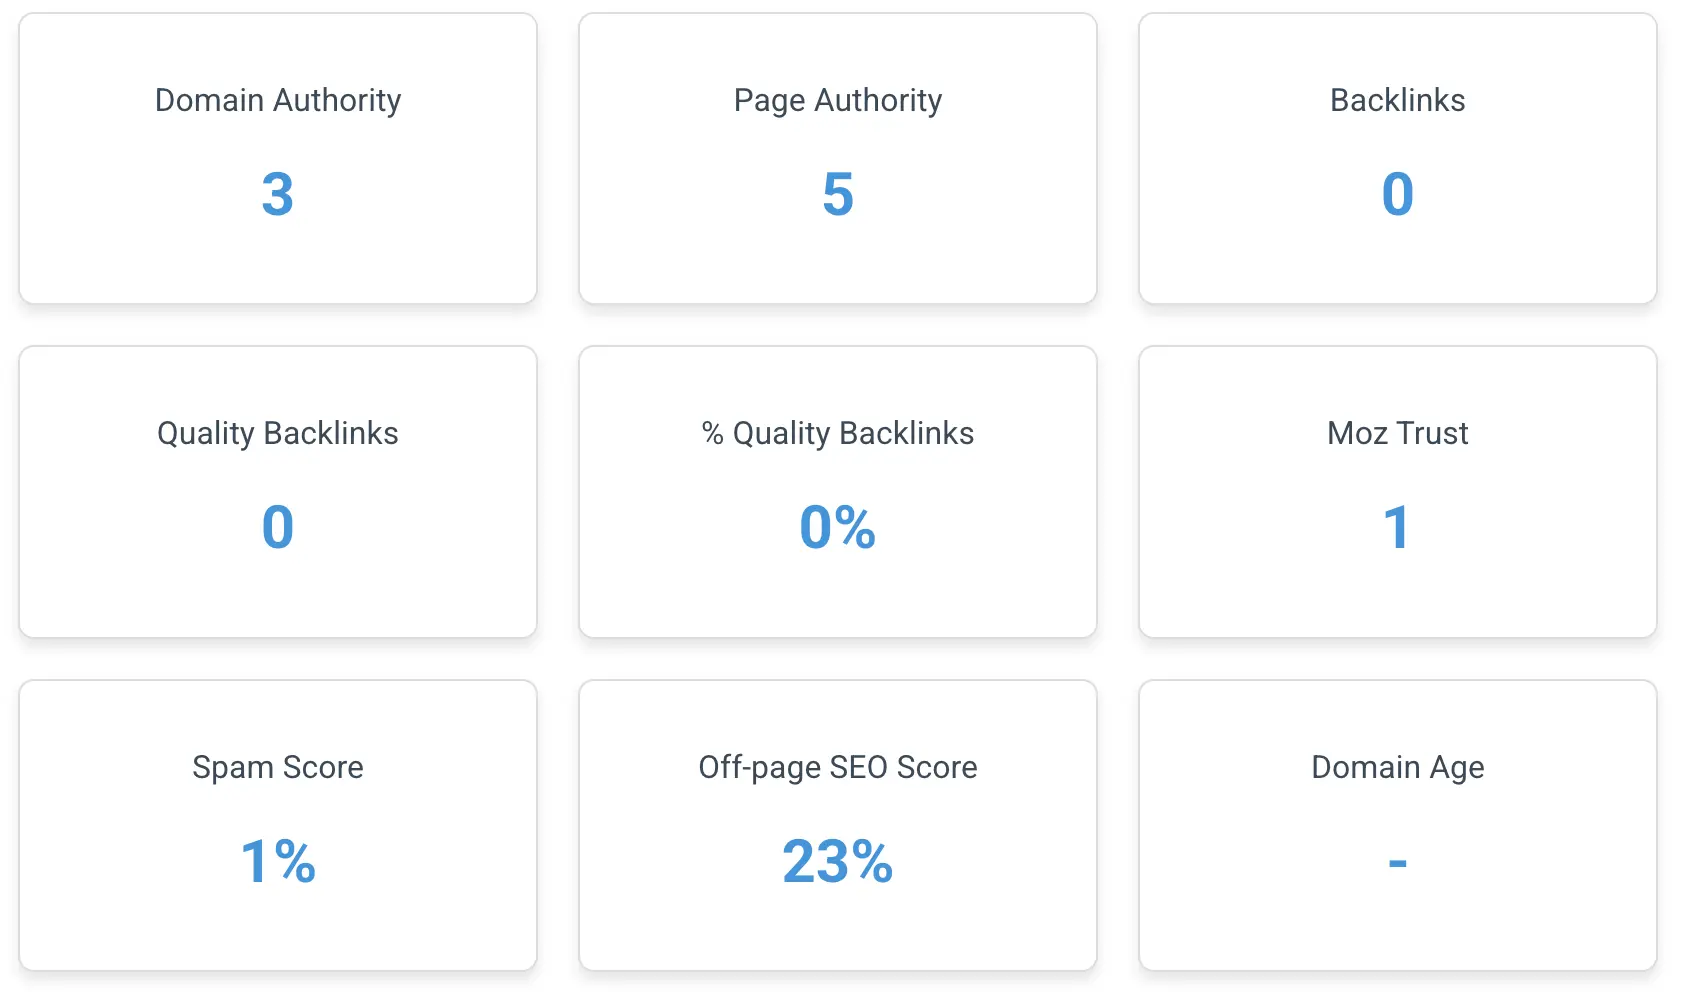 Domain Authority
3
Page Authority
5
Backlinks
0
Quality Backlinks
0
% Quality Backlinks
0%
Moz Trust
1
Spam Score
1%
Off-page SEO Score
23%
Domain Age
-